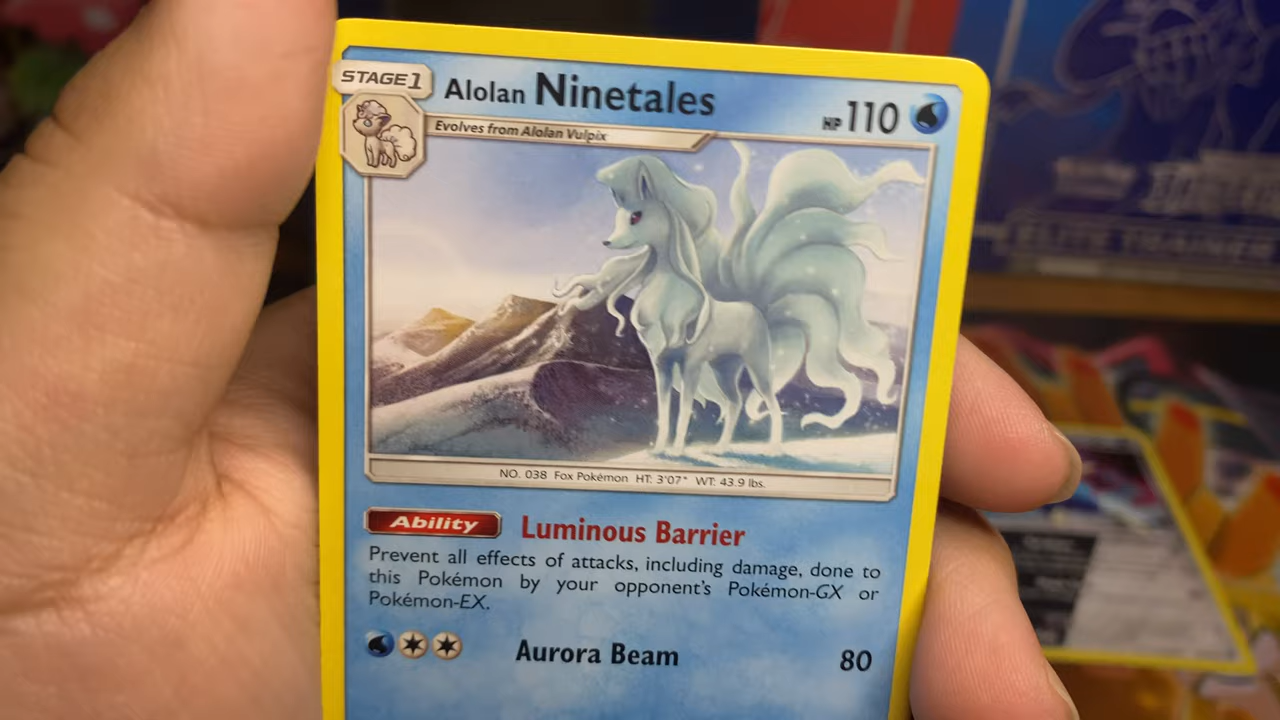 STAGE1
Alolan Ninetales
HP 110
Evolves from Alolan Vulpix
NO. 038 Fox Pokémon HT: 3'07" WT: 43.9 lbs.
Ability Luminous Barrier
Prevent all effects of attacks, including damage, done to
this Pokémon by your opponent's Pokémon-GX or
Pokémon-EX.
Aurora Beam 80
ELITE TRAINER